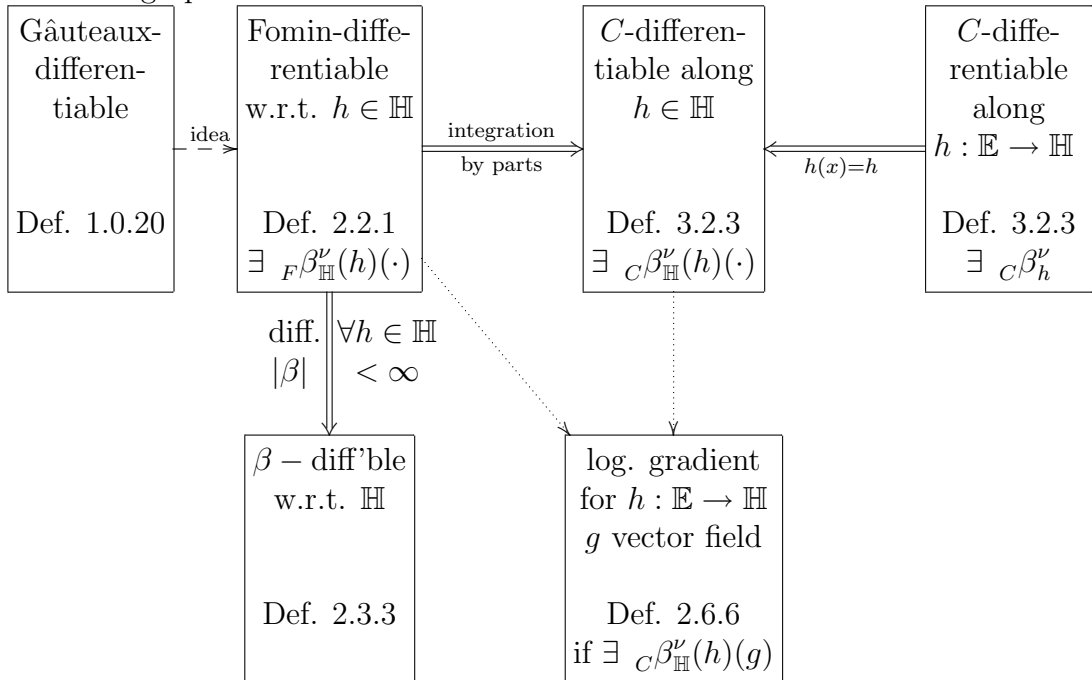 Gâuteaux-
differen-
tiable
Def. 1.0.20
idea
Fomin-diffe-
rentiable
w.r.t. h ∈ ℍ
Def. 2.2.1
∃ _Fβ^ν_ℍ(h)(·)
integration
by parts
C-differen-
tiable along
h ∈ ℍ
Def. 3.2.3
∃ _Cβ^ν_ℍ(h)(·)
h(x)=h
C-diffe-
rentiable
along
h : 𝔼 → ℍ
Def. 3.2.3
∃ _Cβ^ν_h
diff. ∀h ∈ ℍ
|β| < ∞
β − diff'ble
w.r.t. ℍ
Def. 2.3.3
log. gradient
for h : 𝔼 → ℍ
g vector field
Def. 2.6.6
if ∃ _Cβ^ν_ℍ(h)(g)